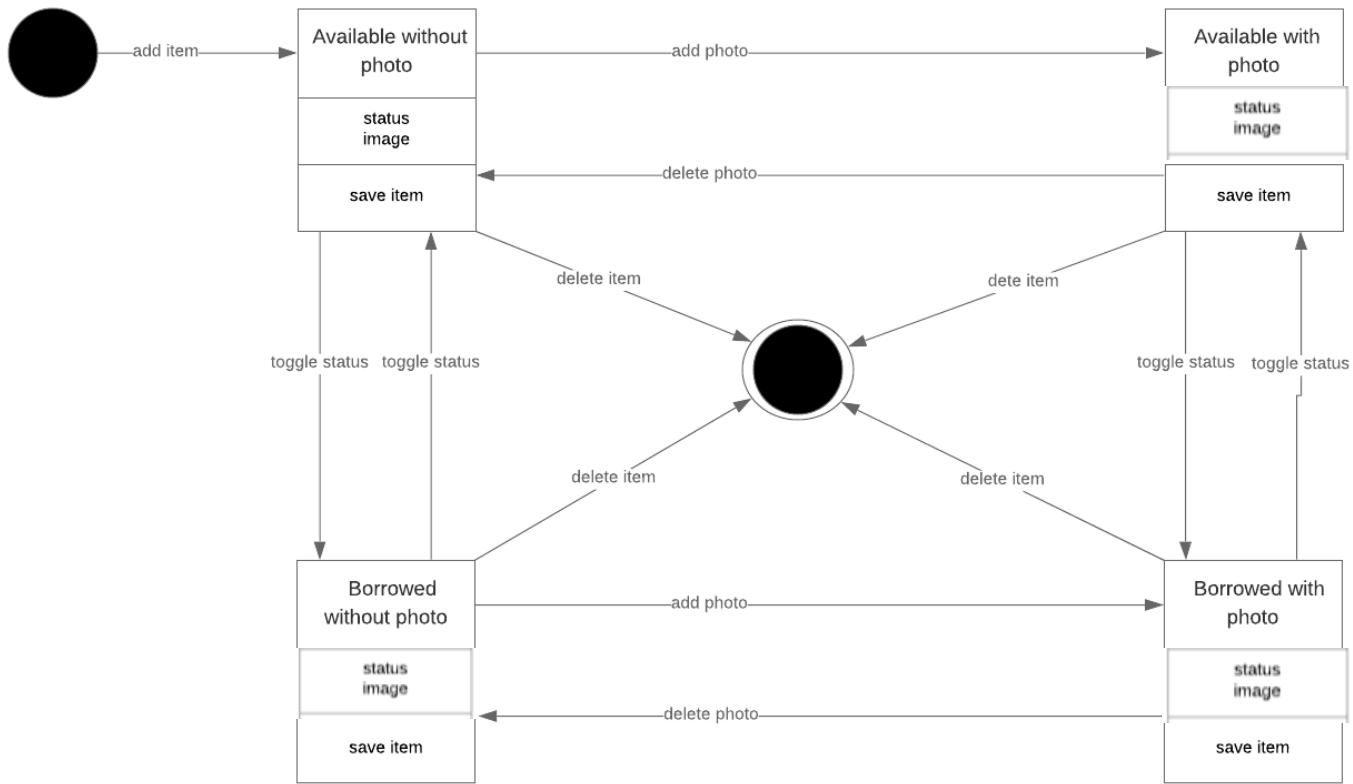 add item
Available without
photo
status
image
save item
add photo
Available with
photo
status
image
save item
delete photo
delete item
dete item
toggle status
toggle status
toggle status
toggle status
delete item
delete item
Borrowed
without photo
status
image
save item
add photo
Borrowed with
photo
status
image
save item
delete photo